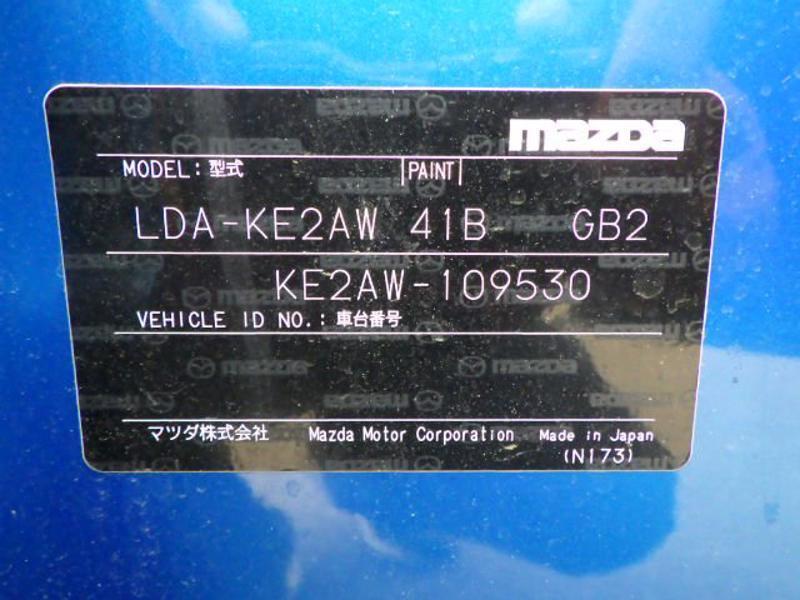 mazda
MODEL：型式 PAINT
LDA-KE2AW 41B GB2
KE2AW-109530
VEHICLE ID NO.：車台番号
マツダ株式会社 Mazda Motor Corporation Made in Japan
(N173)